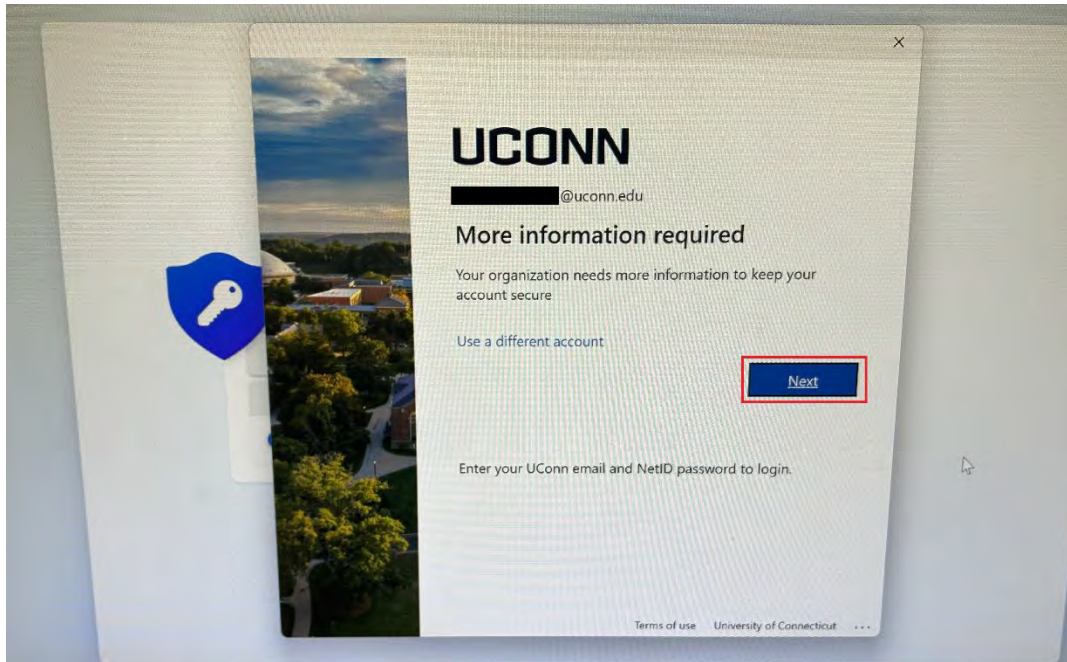 UCONN
@uconn.edu
More information required
Your organization needs more information to keep your
account secure
Use a different account
Next
Enter your UConn email and NetID password to login.
Terms of use University of Connecticut ...